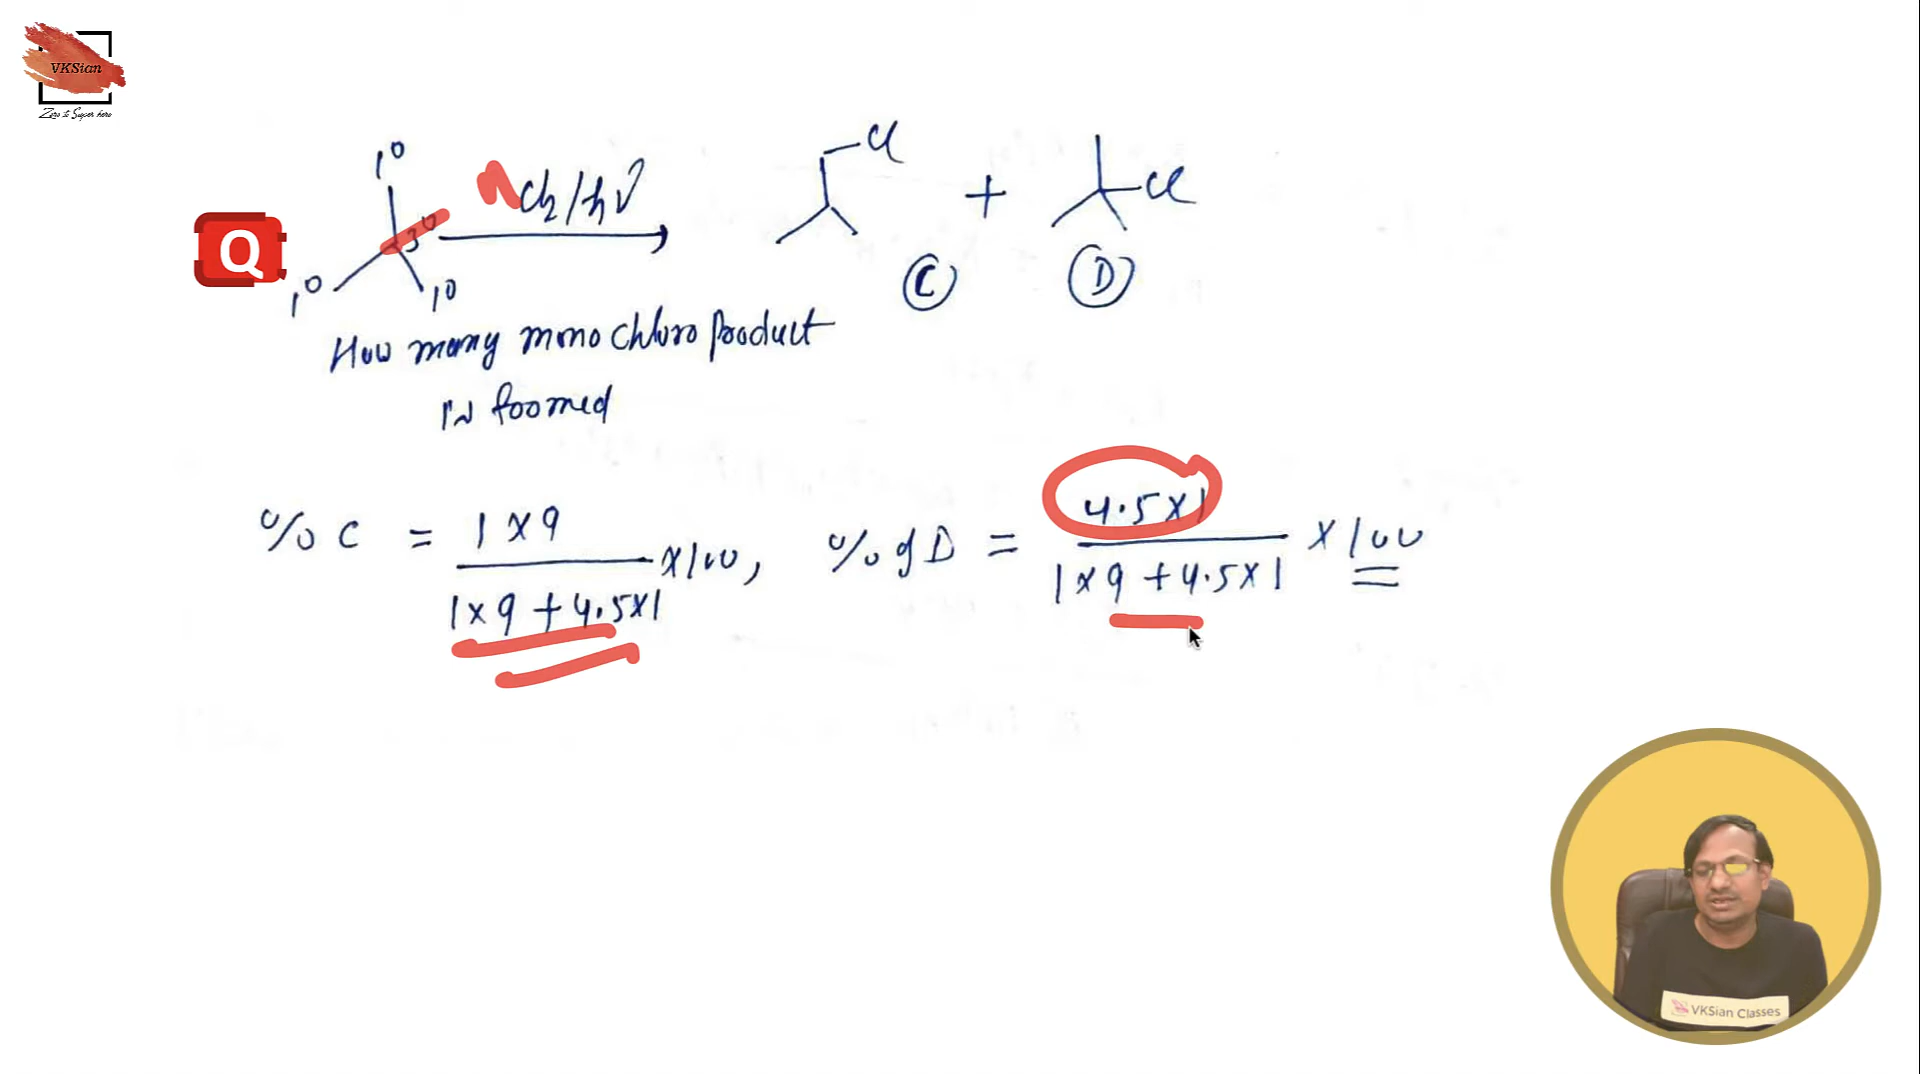 VKSian
Zero to Super hero
Q
1° 3° 1° 1°
Cl2/hν
Cl
+
Cl
C
D
How many mono chloro product
is formed
% C = 1 x 9 / 1 x 9 + 4.5 x 1 x 100, % of D = 4.5 x 1 / 1 x 9 + 4.5 x 1 x 100
VKSian Classes